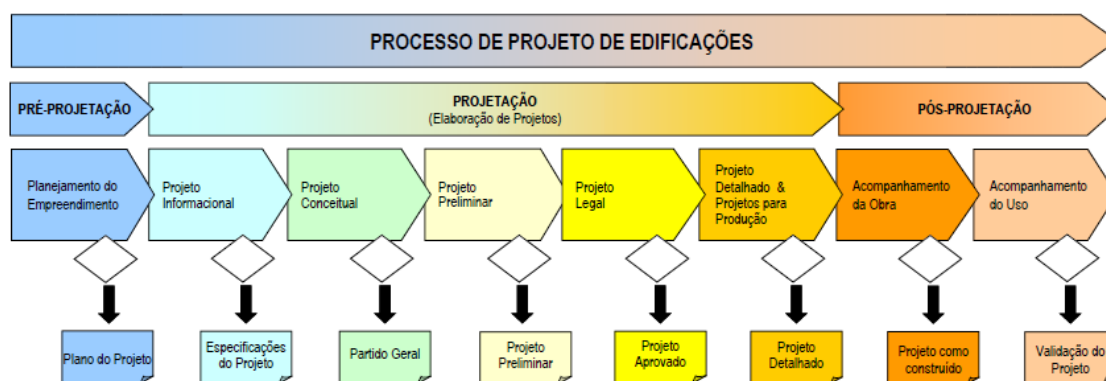 PROCESSO DE PROJETO DE EDIFICAÇÕES
PRÉ-PROJETAÇÃO
PROJETAÇÃO
(Elaboração de Projetos)
PÓS-PROJETAÇÃO
Planejamento do
Empreendimento
Projeto
Informacional
Projeto
Conceitual
Projeto
Preliminar
Projeto
Legal
Projeto
Detalhado &
Projetos para
Produção
Acompanhamento
da Obra
Acompanhamento
do Uso
Plano do Projeto
Especificações
do Projeto
Partido Geral
Projeto
Preliminar
Projeto
Aprovado
Projeto
Detalhado
Projeto como
construído
Validação do
Projeto